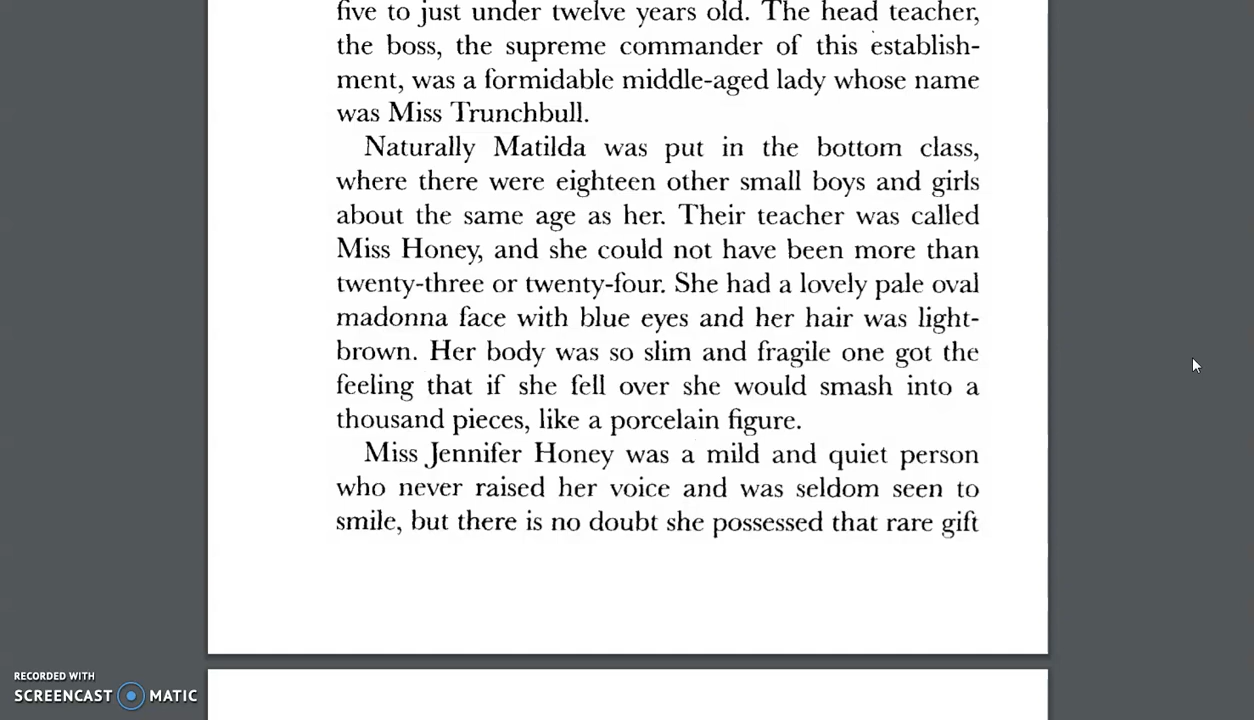 five to just under twelve years old. The head teacher,
the boss, the supreme commander of this establish-
ment, was a formidable middle-aged lady whose name
was Miss Trunchbull.
Naturally Matilda was put in the bottom class,
where there were eighteen other small boys and girls
about the same age as her. Their teacher was called
Miss Honey, and she could not have been more than
twenty-three or twenty-four. She had a lovely pale oval
madonna face with blue eyes and her hair was light-
brown. Her body was so slim and fragile one got the
feeling that if she fell over she would smash into a
thousand pieces, like a porcelain figure.
Miss Jennifer Honey was a mild and quiet person
who never raised her voice and was seldom seen to
smile, but there is no doubt she possessed that rare gift
RECORDED WITH
SCREENCAST MATIC